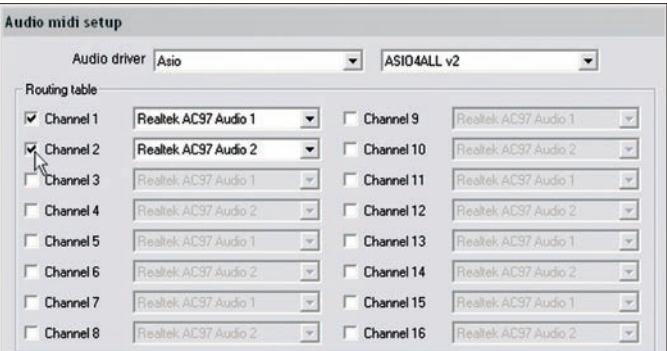 Audio midi setup
Audio driver Asio ASIO4ALL v2
Routing table
Channel 1 Realtek AC97 Audio 1 Channel 9 Realtek AC97 Audio 1
Channel 2 Realtek AC97 Audio 2 Channel 10 Realtek AC97 Audio 2
Channel 3 Realtek AC97 Audio 1 Channel 11 Realtek AC97 Audio 1
Channel 4 Realtek AC97 Audio 2 Channel 12 Realtek AC97 Audio 2
Channel 5 Realtek AC97 Audio 1 Channel 13 Realtek AC97 Audio 1
Channel 6 Realtek AC97 Audio 2 Channel 14 Realtek AC97 Audio 2
Channel 7 Realtek AC97 Audio 1 Channel 15 Realtek AC97 Audio 1
Channel 8 Realtek AC97 Audio 2 Channel 16 Realtek AC97 Audio 2